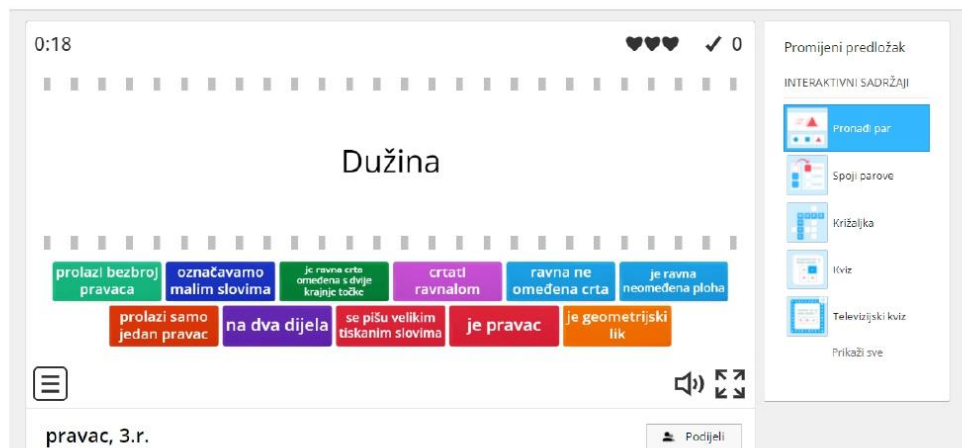 0:18
0
Dužina
prolazi bezbroj
pravaca
označavamo
malim slovima
je ravna crta
omeđena s dvije
krajnje točke
crtati
ravnalom
ravna ne
omeđena crta
je ravna
neomeđena ploha
prolazi samo
jedan pravac
na dva dijela
se pišu velikim
tiskanim slovima
je pravac
je geometrijski
lik
pravac, 3.r.
Podijeli
Promijeni predložak
INTERAKTIVNI SADRŽAJI
Pronađi par
Spoji parove
Križaljka
Kviz
Televizijski kviz
Prikaži sve